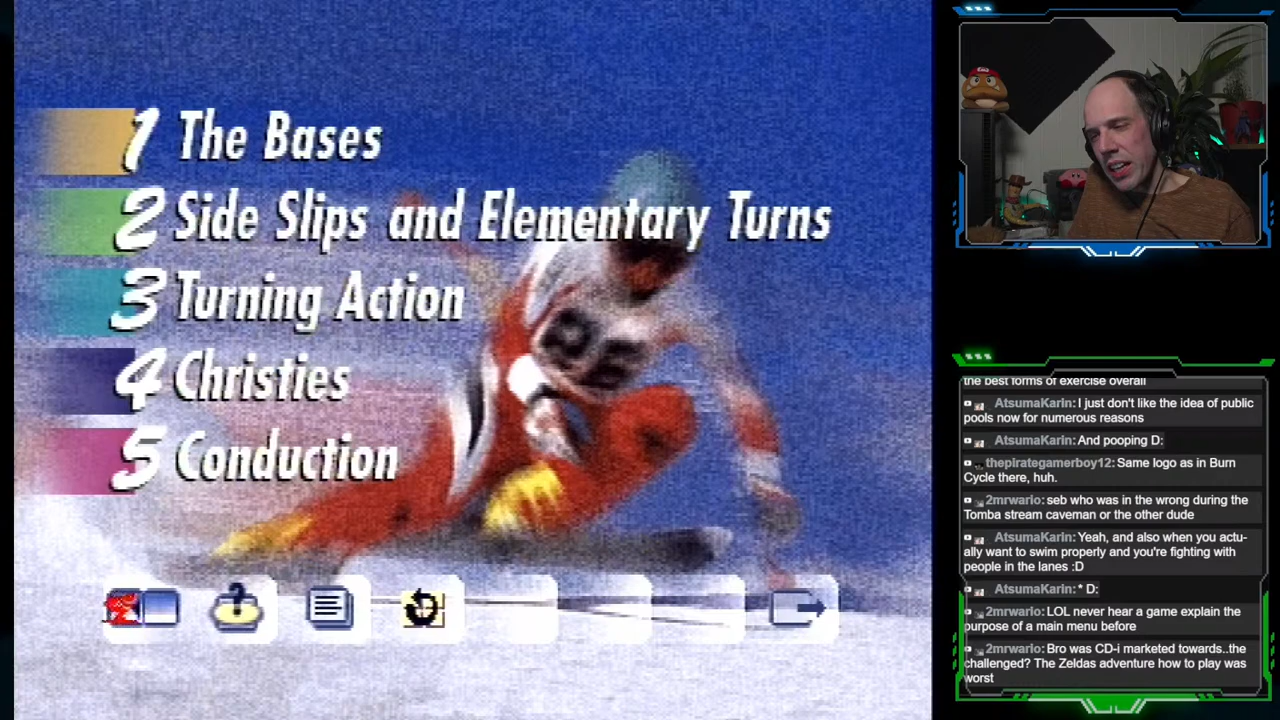 1 The Bases
2 Side Slips and Elementary Turns
3 Turning Action
4 Christies
5 Conduction
the best forms of exercise overall
AtsumaKarin: I just don't like the idea of public
pools now for numerous reasons
AtsumaKarin: And pooping D:
thepirategamerboy12: Same logo as in Burn
Cycle there, huh.
2mrwario: seb who was in the wrong during the
Tomba stream caveman or the other dude
AtsumaKarin: Yeah, and also when you actu-
ally want to swim properly and you're fighting with
people in the lanes :D
AtsumaKarin: * D:
2mrwario: LOL never hear a game explain the
purpose of a main menu before
2mrwario: Bro was CD-i marketed towards..the
challenged? The Zeldas adventure how to play was
worst